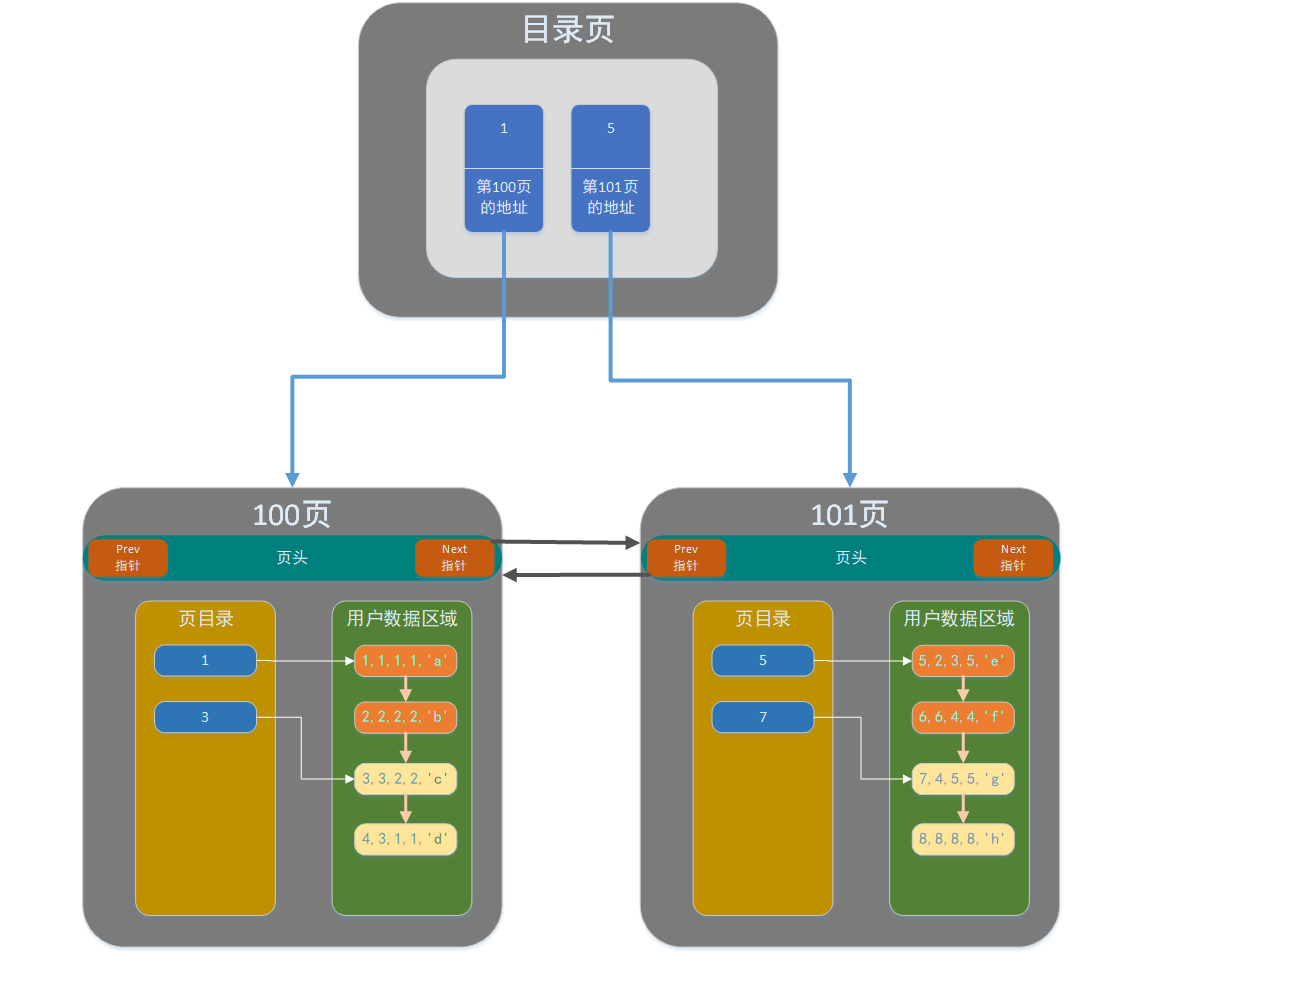 目录页
1
5
第100页
的地址
第101页
的地址
100页
Prev
指针
页头
Next
指针
页目录
1
3
用户数据区域
1,1,1,1,'a'
2,2,2,2,'b'
3,3,2,2,'c'
4,3,1,1,'d'
101页
Prev
指针
页头
Next
指针
页目录
5
7
用户数据区域
5,2,3,5,'e'
6,6,4,4,'f'
7,4,5,5,'g'
8,8,8,8,'h'